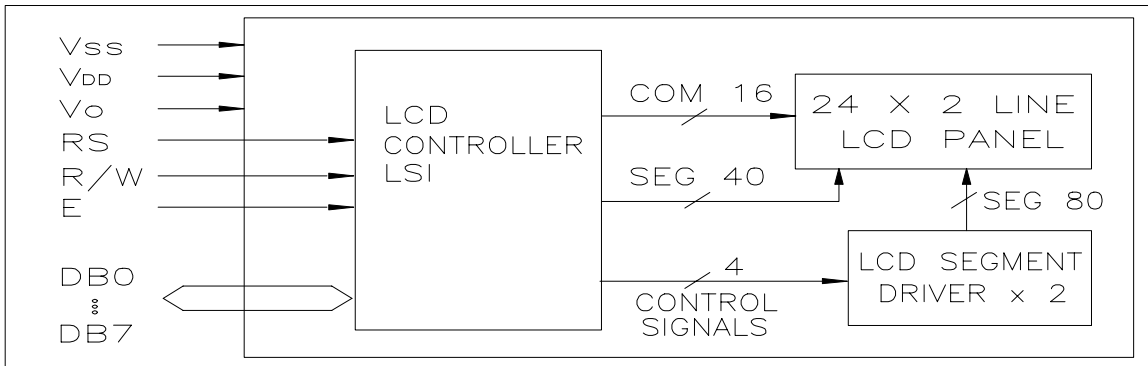 Vss
VDD
Vo
RS
R/W
E
DB0
DB7
LCD
CONTROLLER
LSI
COM 16
SEG 40
4
CONTROL
SIGNALS
24 X 2 LINE
LCD PANEL
SEG 80
LCD SEGMENT
DRIVER x 2